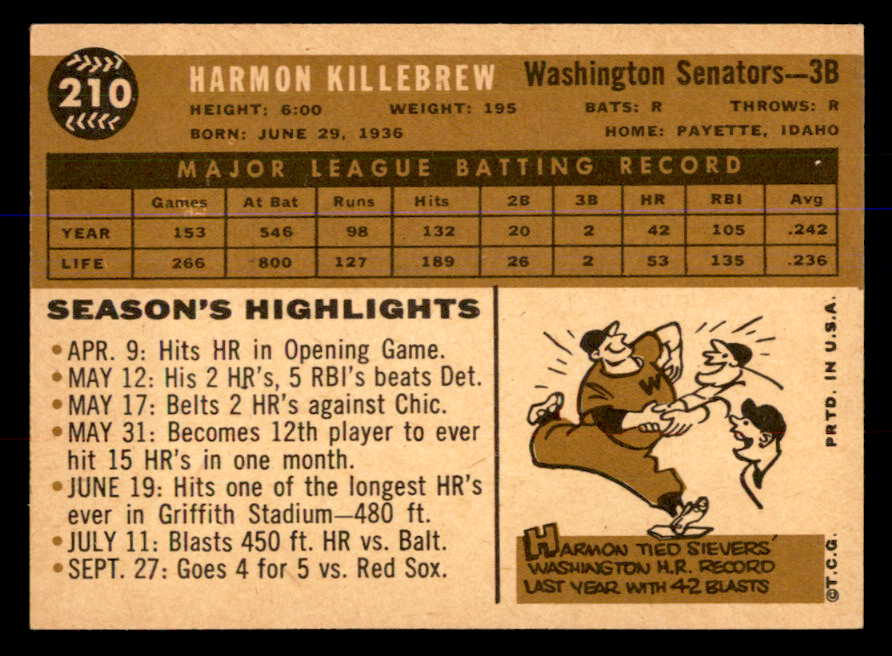 210
HARMON KILLEBREW Washington Senators—3B
HEIGHT: 6:00 WEIGHT: 195 BATS: R THROWS: R
BORN: JUNE 29, 1936 HOME: PAYETTE, IDAHO
MAJOR LEAGUE BATTING RECORD
Games At Bat Runs Hits 2B 3B HR RBI Avg
YEAR 153 546 98 132 20 2 42 105 .242
LIFE 266 800 127 189 26 2 53 135 .236
SEASON'S HIGHLIGHTS
• APR. 9: Hits HR in Opening Game.
• MAY 12: His 2 HR's, 5 RBI's beats Det.
• MAY 17: Belts 2 HR's against Chic.
• MAY 31: Becomes 12th player to ever
hit 15 HR's in one month.
• JUNE 19: Hits one of the longest HR's
ever in Griffith Stadium—480 ft.
• JULY 11: Blasts 450 ft. HR vs. Balt.
• SEPT. 27: Goes 4 for 5 vs. Red Sox.
W
HARMON TIED SIEVERS'
WASHINGTON H.R. RECORD
LAST YEAR WITH 42 BLASTS
©T.C.G. PRTD. IN U.S.A.